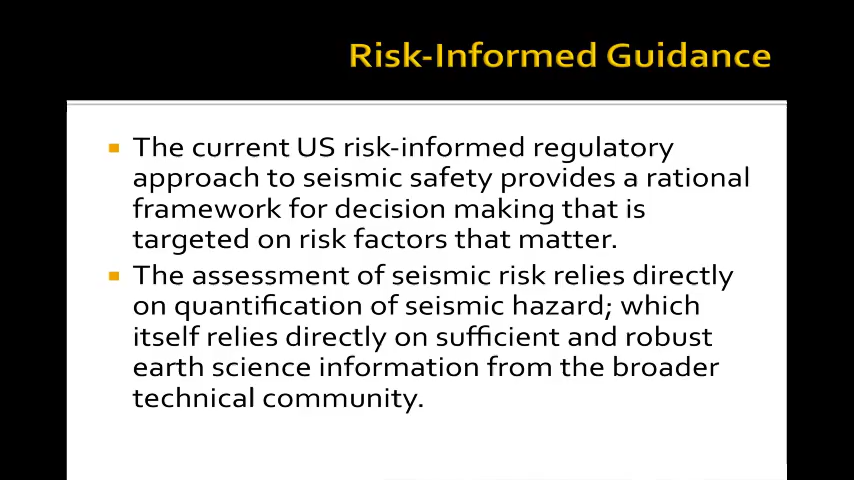 Risk-Informed Guidance
The current US risk-informed regulatory
approach to seismic safety provides a rational
framework for decision making that is
targeted on risk factors that matter.
The assessment of seismic risk relies directly
on quantification of seismic hazard; which
itself relies directly on sufficient and robust
earth science information from the broader
technical community.